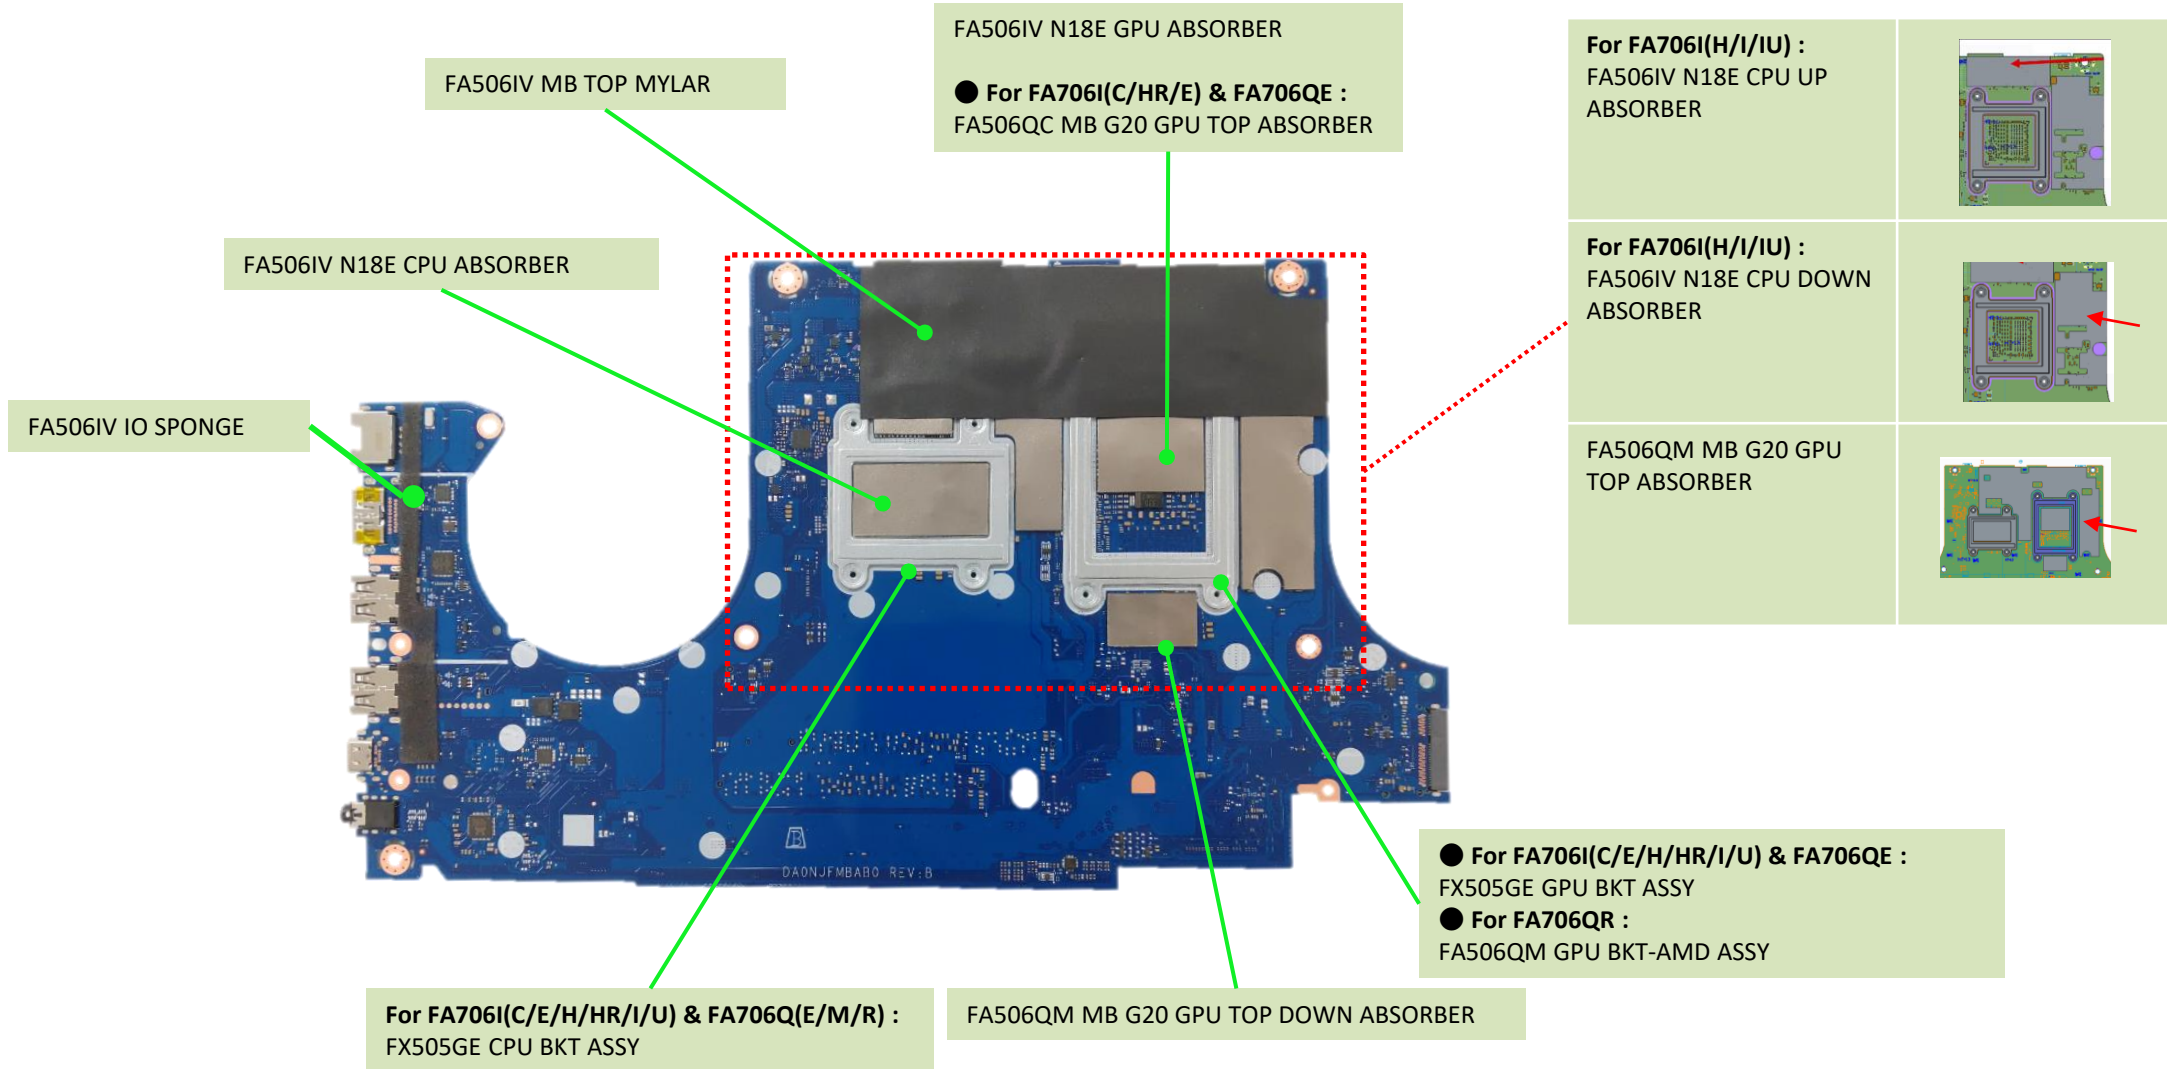 FA506IV N18E GPU ABSORBER
● For FA706I(C/HR/E) & FA706QE :
FA506QC MB G20 GPU TOP ABSORBER
FA506IV MB TOP MYLAR
FA506IV N18E CPU ABSORBER
FA506IV IO SPONGE
For FA706I(H/I/IU) :
FA506IV N18E CPU UP
ABSORBER
For FA706I(H/I/IU) :
FA506IV N18E CPU DOWN
ABSORBER
FA506QM MB G20 GPU
TOP ABSORBER
DA0NJFMBAB0 REV:B
● For FA706I(C/E/H/HR/I/U) & FA706QE :
FX505GE GPU BKT ASSY
● For FA706QR :
FA506QM GPU BKT-AMD ASSY
For FA706I(C/E/H/HR/I/U) & FA706Q(E/M/R) :
FX505GE CPU BKT ASSY
FA506QM MB G20 GPU TOP DOWN ABSORBER